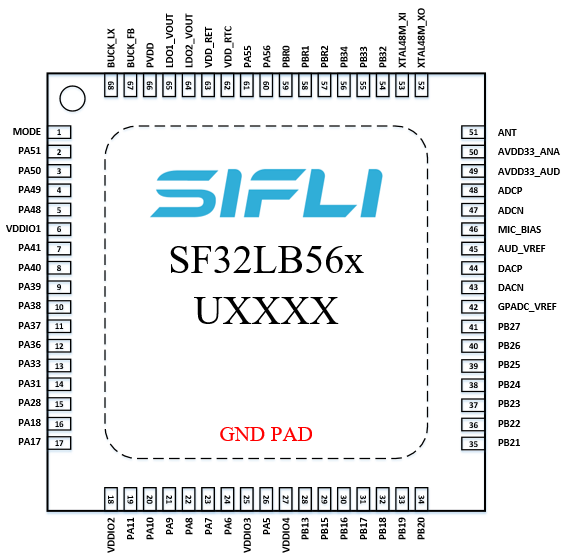 BUCK_LX BUCK_FB PVDD LDO1_VOUT LDO2_VOUT VDD_RET VDD_RTC PA55 PA56 PBR0 PBR1 PBR2 PB34 PB33 PB32 XTAL48M_XI XTAL48M_XO
68 67 66 65 64 63 62 61 60 59 58 57 56 55 54 53 52
MODE 1
PA51 2
PA50 3
PA49 4
PA48 5
VDDIO1 6
PA41 7
PA40 8
PA39 9
PA38 10
PA37 11
PA36 12
PA33 13
PA31 14
PA28 15
PA18 16
PA17 17
SIFLI
SF32LB56x
UXXXX
GND PAD
51 ANT
50 AVDD33_ANA
49 AVDD33_AUD
48 ADCP
47 ADCN
46 MIC_BIAS
45 AUD_VREF
44 DACP
43 DACN
42 GPADC_VREF
41 PB27
40 PB26
39 PB25
38 PB24
37 PB23
36 PB22
35 PB21
18 19 20 21 22 23 24 25 26 27 28 29 30 31 32 33 34
VDDIO2 PA11 PA10 PA9 PA8 PA7 PA6 VDDIO3 PA5 VDDIO4 PB13 PB15 PB16 PB17 PB18 PB19 PB20